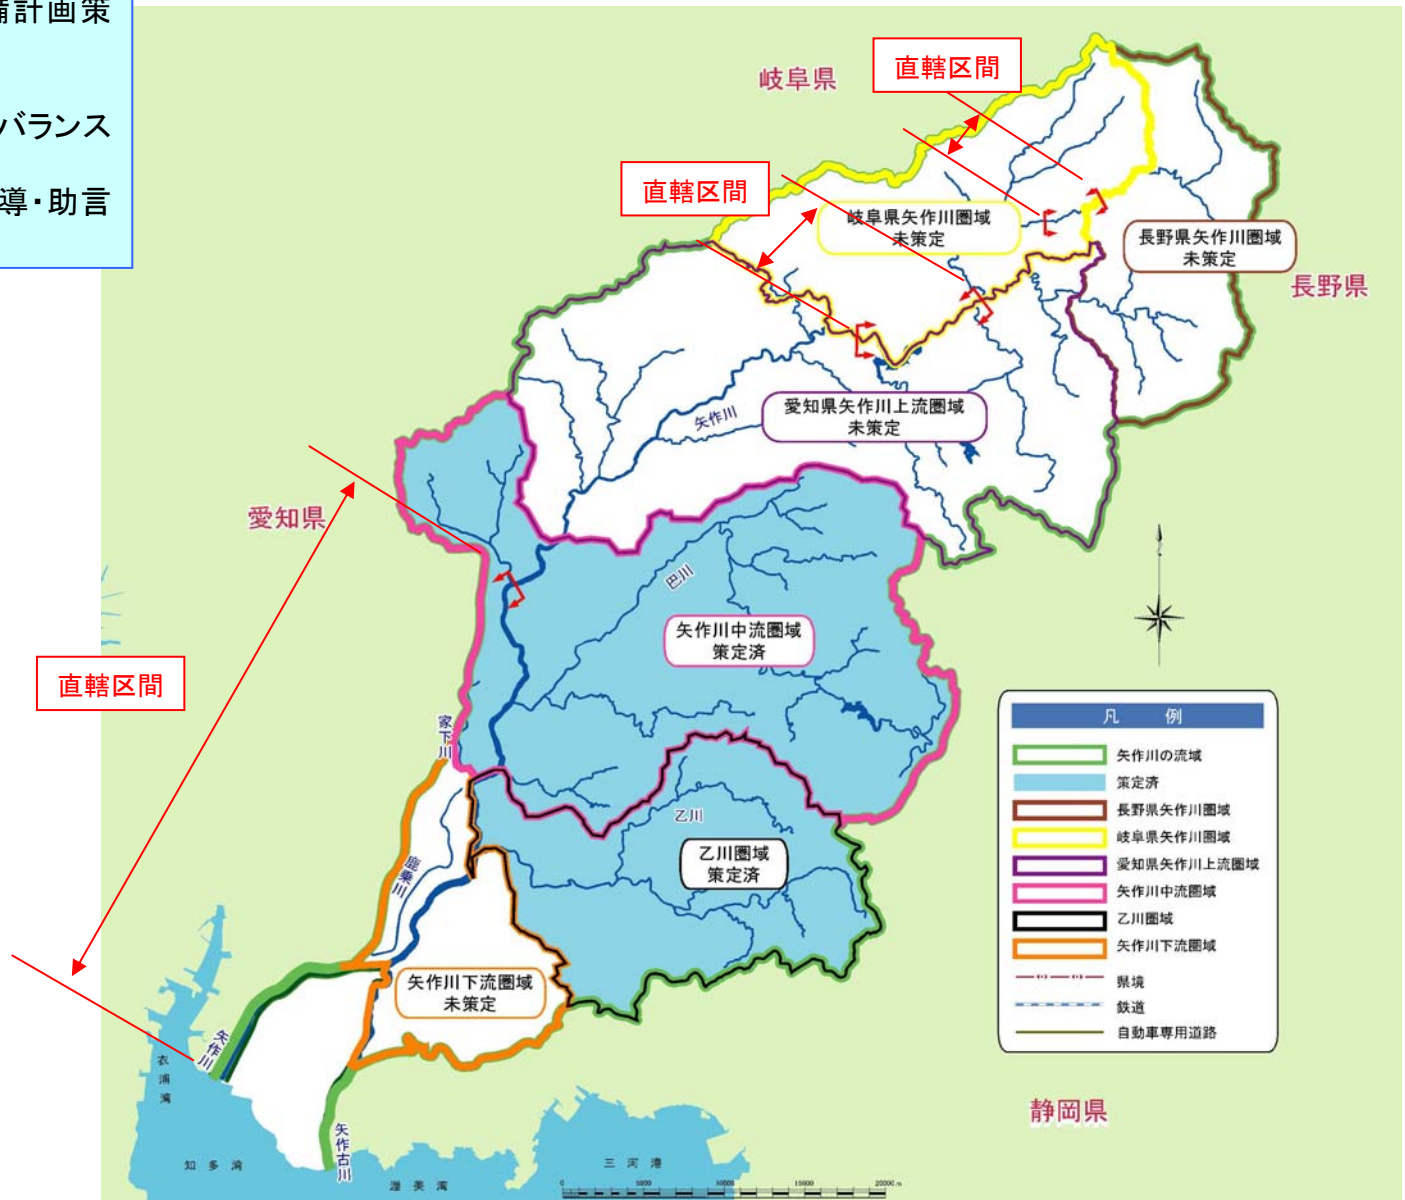 備計画策
バランス
導・助言
岐阜県
直轄区間
直轄区間
岐阜県矢作川圏域
未策定
長野県矢作川圏域
未策定
長野県
愛知県矢作川上流圏域
未策定
矢作川
愛知県
巴川
矢作川中流圏域
策定済
直轄区間
家下川
乙川
乙川圏域
策定済
鹿乗川
矢作川下流圏域
未策定
矢作川
衣浦湾
矢作古川
知多湾
渥美湾
三河港
静岡県
凡 例
矢作川の流域
策定済
長野県矢作川圏域
岐阜県矢作川圏域
愛知県矢作川上流圏域
矢作川中流圏域
乙川圏域
矢作川下流圏域
県境
鉄道
自動車専用道路
0 5000 10000 15000 20000 m